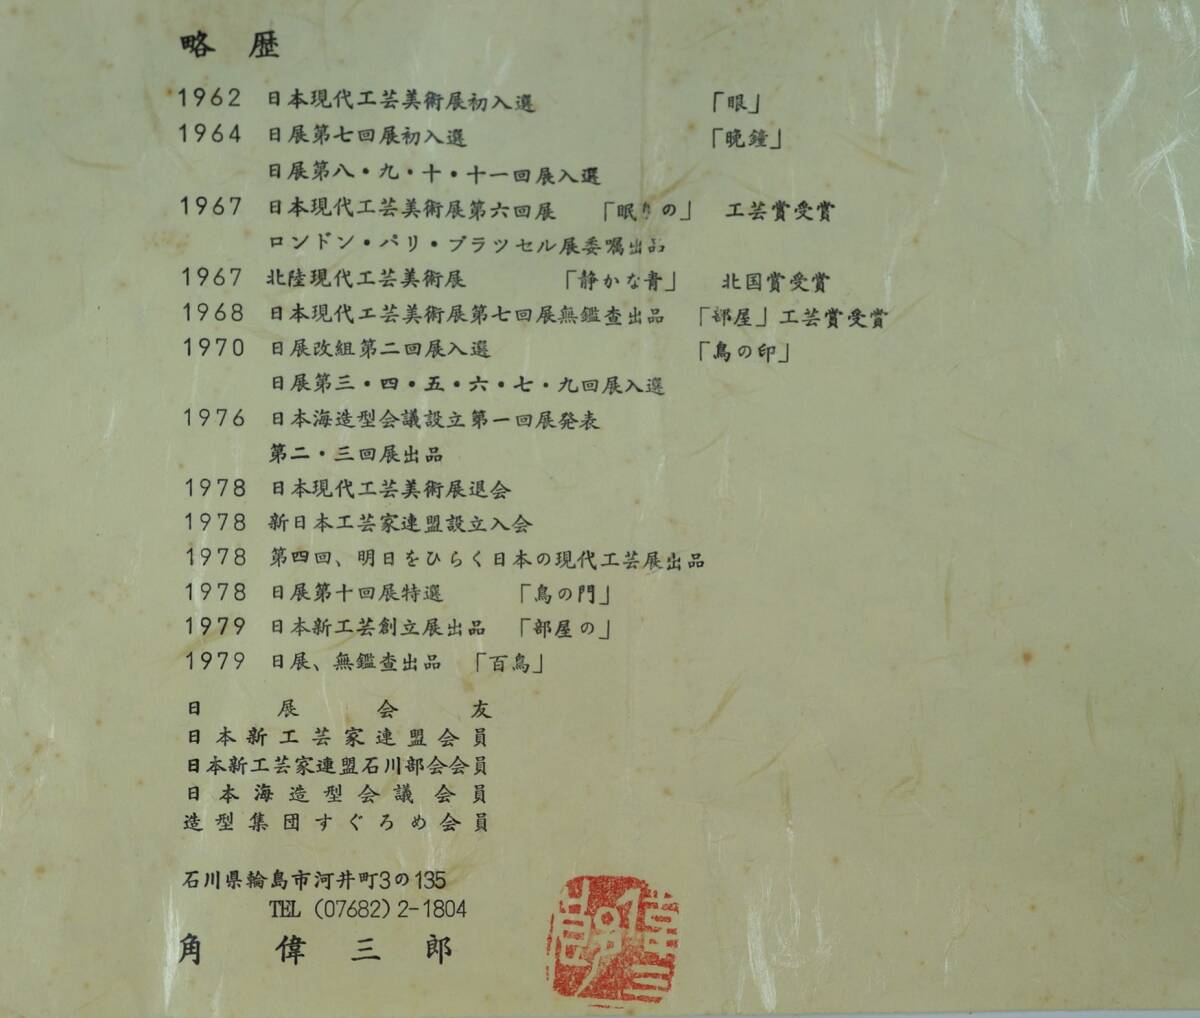 略歴
1962 日本現代工芸美術展初入選 「眼」
1964 日展第七回展初入選 「晩鐘」
日展第八・九・十・十一回展入選
1967 日本現代工芸美術展第六回展 「眠りの」 工芸賞受賞
ロンドン・パリ・ブラツセル展委嘱出品
1967 北陸現代工芸美術展 「静かな青」 北国賞受賞
1968 日本現代工芸美術展第七回展無鑑査出品 「部屋」工芸賞受賞
1970 日展改組第二回展入選 「鳥の印」
日展第三・四・五・六・七・九回展入選
1976 日本海造型会議設立第一回展発表
第二・三回展出品
1978 日本現代工芸美術展退会
1978 新日本工芸家連盟設立入会
1978 第四回、明日をひらく日本の現代工芸展出品
1978 日展第十回展特選 「鳥の門」
1979 日本新工芸創立展出品 「部屋の」
1979 日展、無鑑査出品 「百鳥」
日展会友
日本新工芸家連盟会員
日本新工芸家連盟石川部会会員
日本海造型会議会員
造型集団すぐろめ会員
石川県輪島市河井町3の135
TEL (07682)2-1804
角偉三郎